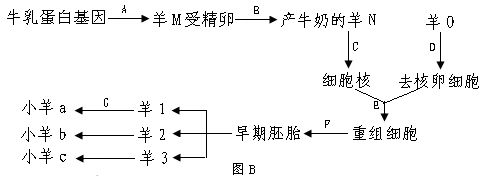 牛乳蛋白基因 A 羊M受精卵 B 产牛奶的羊N 羊O
C D
细胞核 去核卵细胞
E
小羊a G 羊1
小羊b 羊2 早期胚胎 F 重组细胞
小羊c 羊3
图B